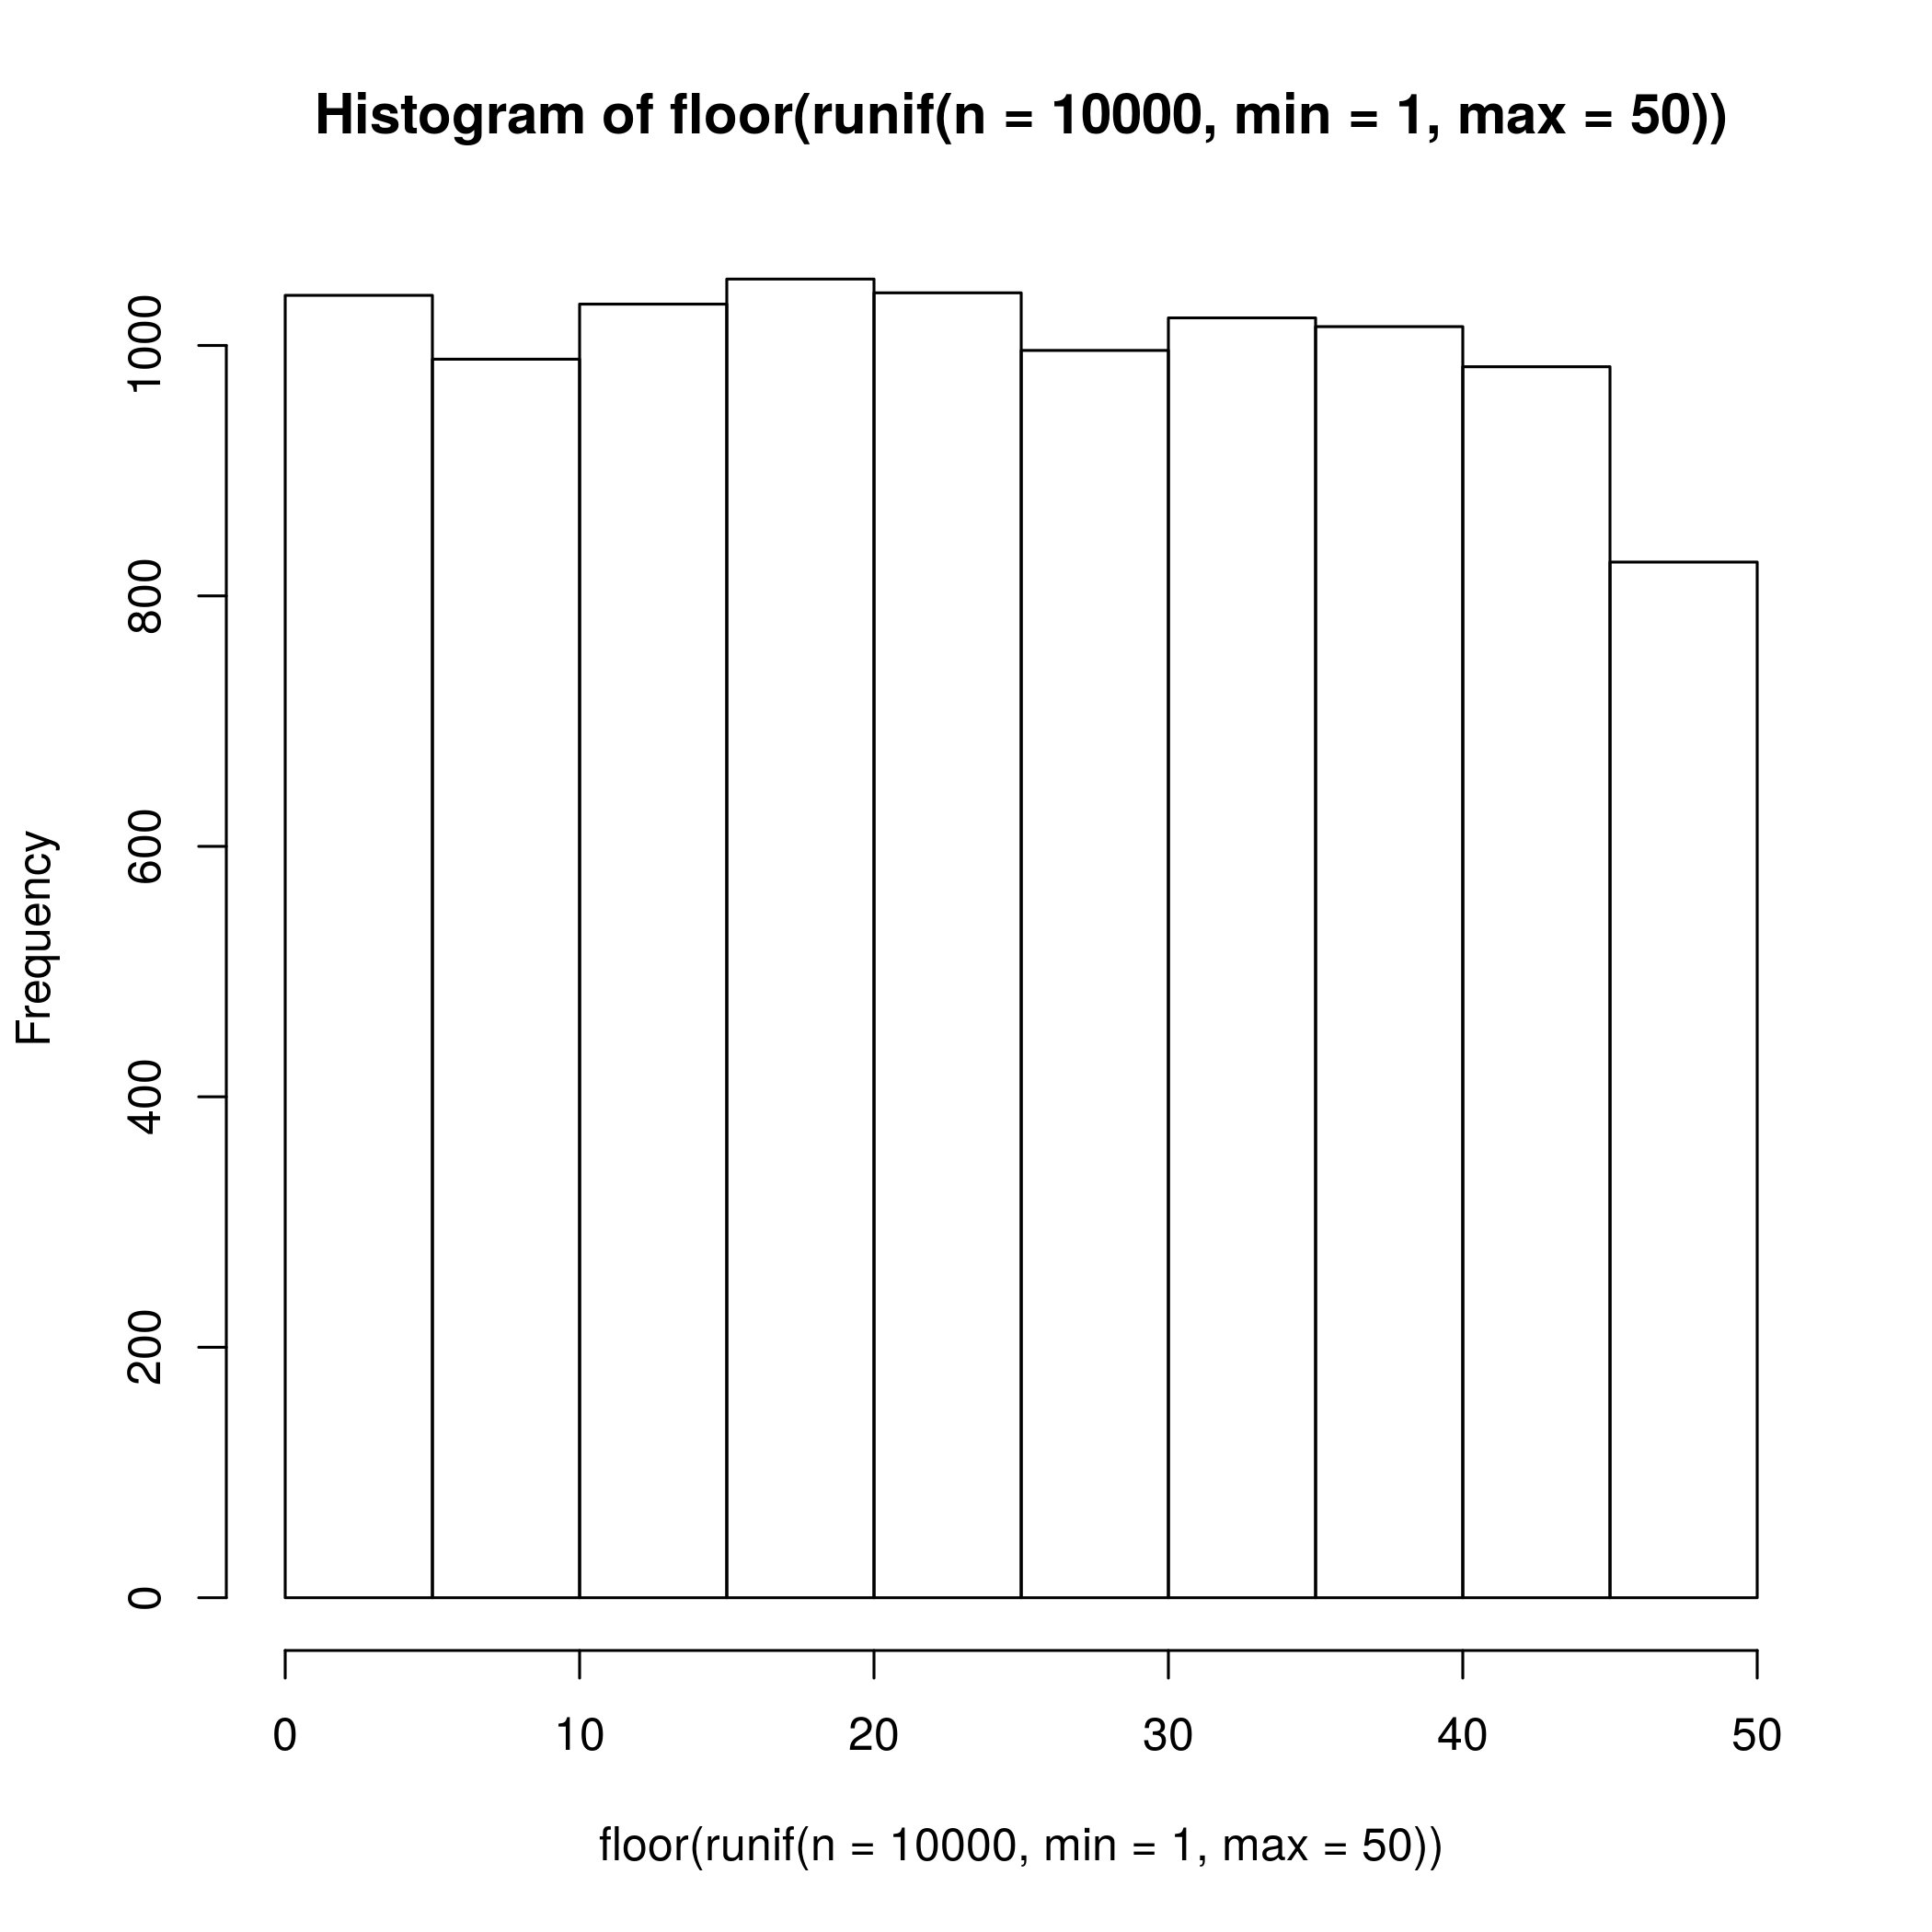 Histogram of floor(runif(n = 10000, min = 1, max = 50))
Frequency
1000
800
600
400
200
0
0 10 20 30 40 50
floor(runif(n = 10000, min = 1, max = 50))